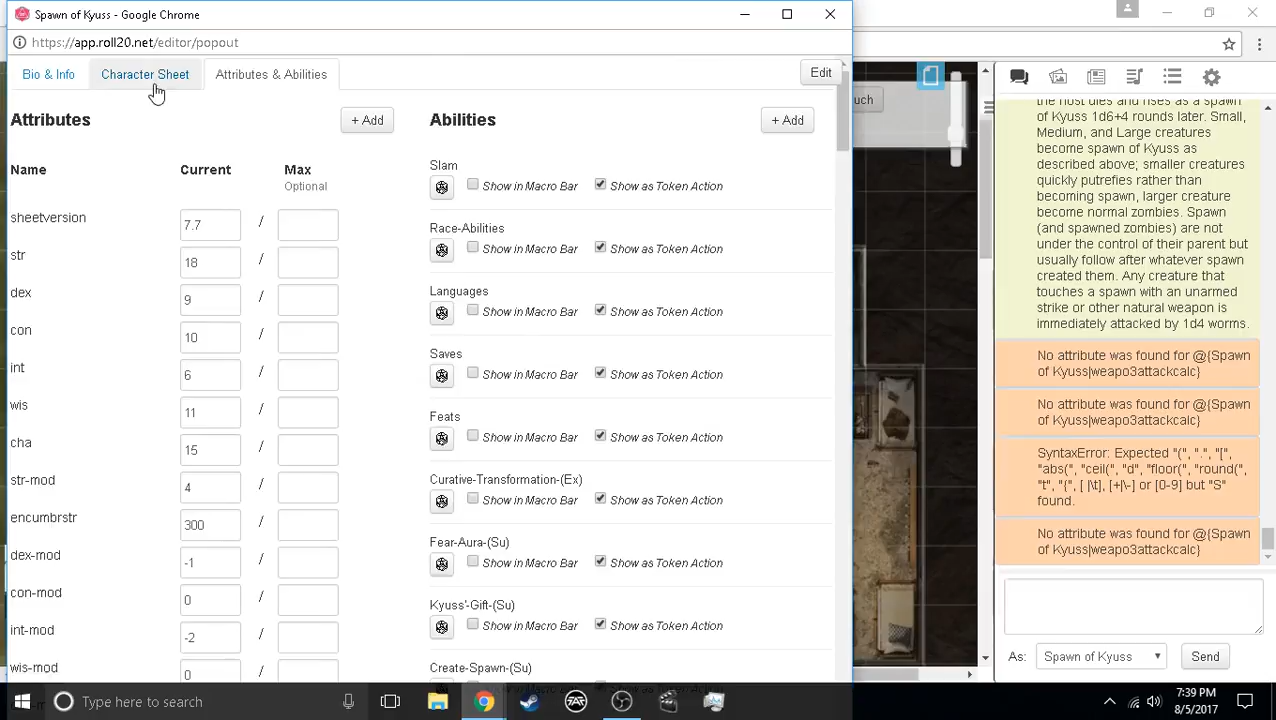 Spawn of Kyuss - Google Chrome
https://app.roll20.net/editor/popout
Bio & Info
Character Sheet
Attributes & Abilities
Edit
Attributes
+ Add
Abilities
+ Add
Name
Current
Max
Optional
sheetversion
7.7
/
str
18
/
dex
9
/
con
10
/
int
/
wis
11
/
cha
15
/
str-mod
4
/
encumbrstr
300
/
dex-mod
-1
/
con-mod
0
/
int-mod
-2
/
wis-mod
/
Slam
Show in Macro Bar
Show as Token Action
Race-Abilities
Show in Macro Bar
Show as Token Action
Languages
Show in Macro Bar
Show as Token Action
Saves
Show in Macro Bar
Show as Token Action
Feats
Show in Macro Bar
Show as Token Action
Curative-Transformation-(Ex)
Show in Macro Bar
Show as Token Action
Fear-Aura-(Su)
Show in Macro Bar
Show as Token Action
Kyuss'-Gift-(Su)
Show in Macro Bar
Show as Token Action
Create-Spawn-(Su)
uch
the host dies and rises as a spawn
of Kyuss 1d6+4 rounds later. Small,
Medium, and Large creatures
become spawn of Kyuss as
described above; smaller creatures
quickly putrefies rather than
becoming spawn, larger creature
become normal zombies. Spawn
(and spawned zombies) are not
under the control of their parent but
usually follow after whatever spawn
created them. Any creature that
touches a spawn with an unarmed
strike or other natural weapon is
immediately attacked by 1d4 worms.
No attribute was found for @{Spawn
of Kyuss|weapo3attackcalc}
No attribute was found for @{Spawn
of Kyuss|weapo3attackcalc}
SyntaxError: Expected "(", ".", "[",
"abs(", "ceil(", "d", "floor(", "round(",
"t", "{", [ |\t], [+|\-] or [0-9] but "S"
found.
No attribute was found for @{Spawn
of Kyuss|weapo3attackcalc}
As:
Spawn of Kyuss
Send
Type here to search
7:39 PM
8/5/2017